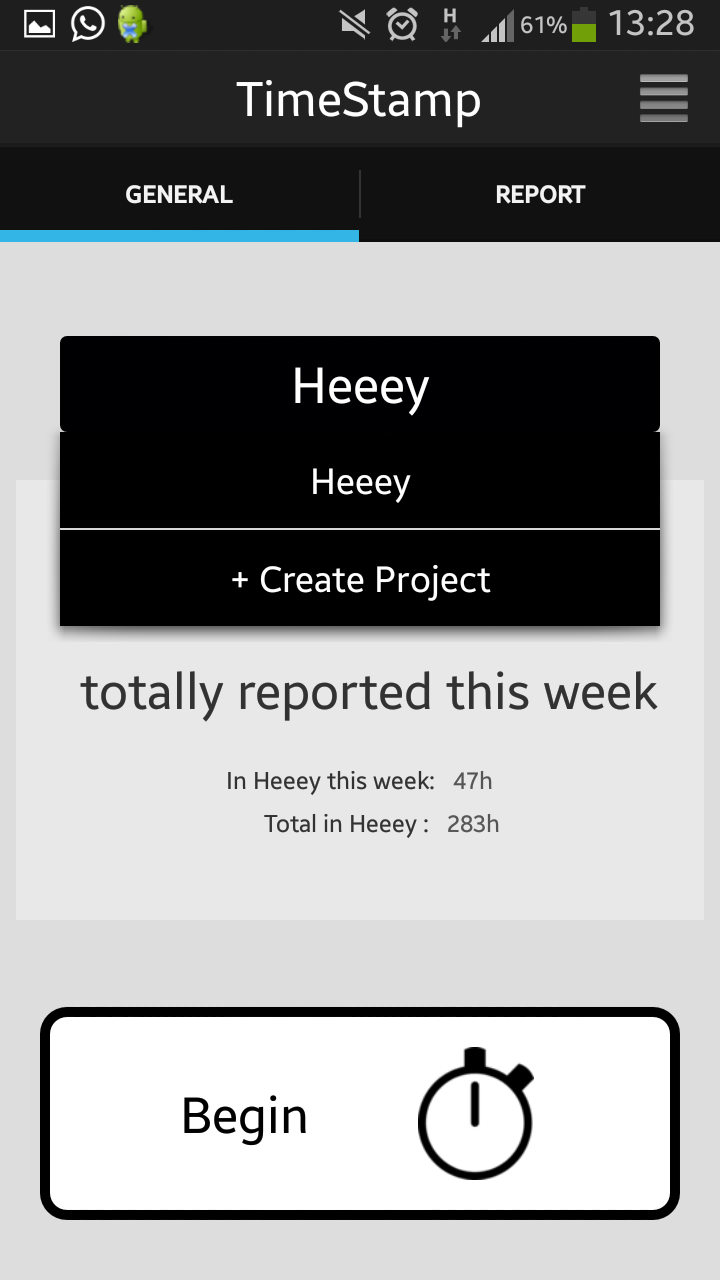 H
61%
13:28
TimeStamp
GENERAL
REPORT
Heeey
Heeey
+ Create Project
totally reported this week
In Heeey this week: 47h
Total in Heeey : 283h
Begin